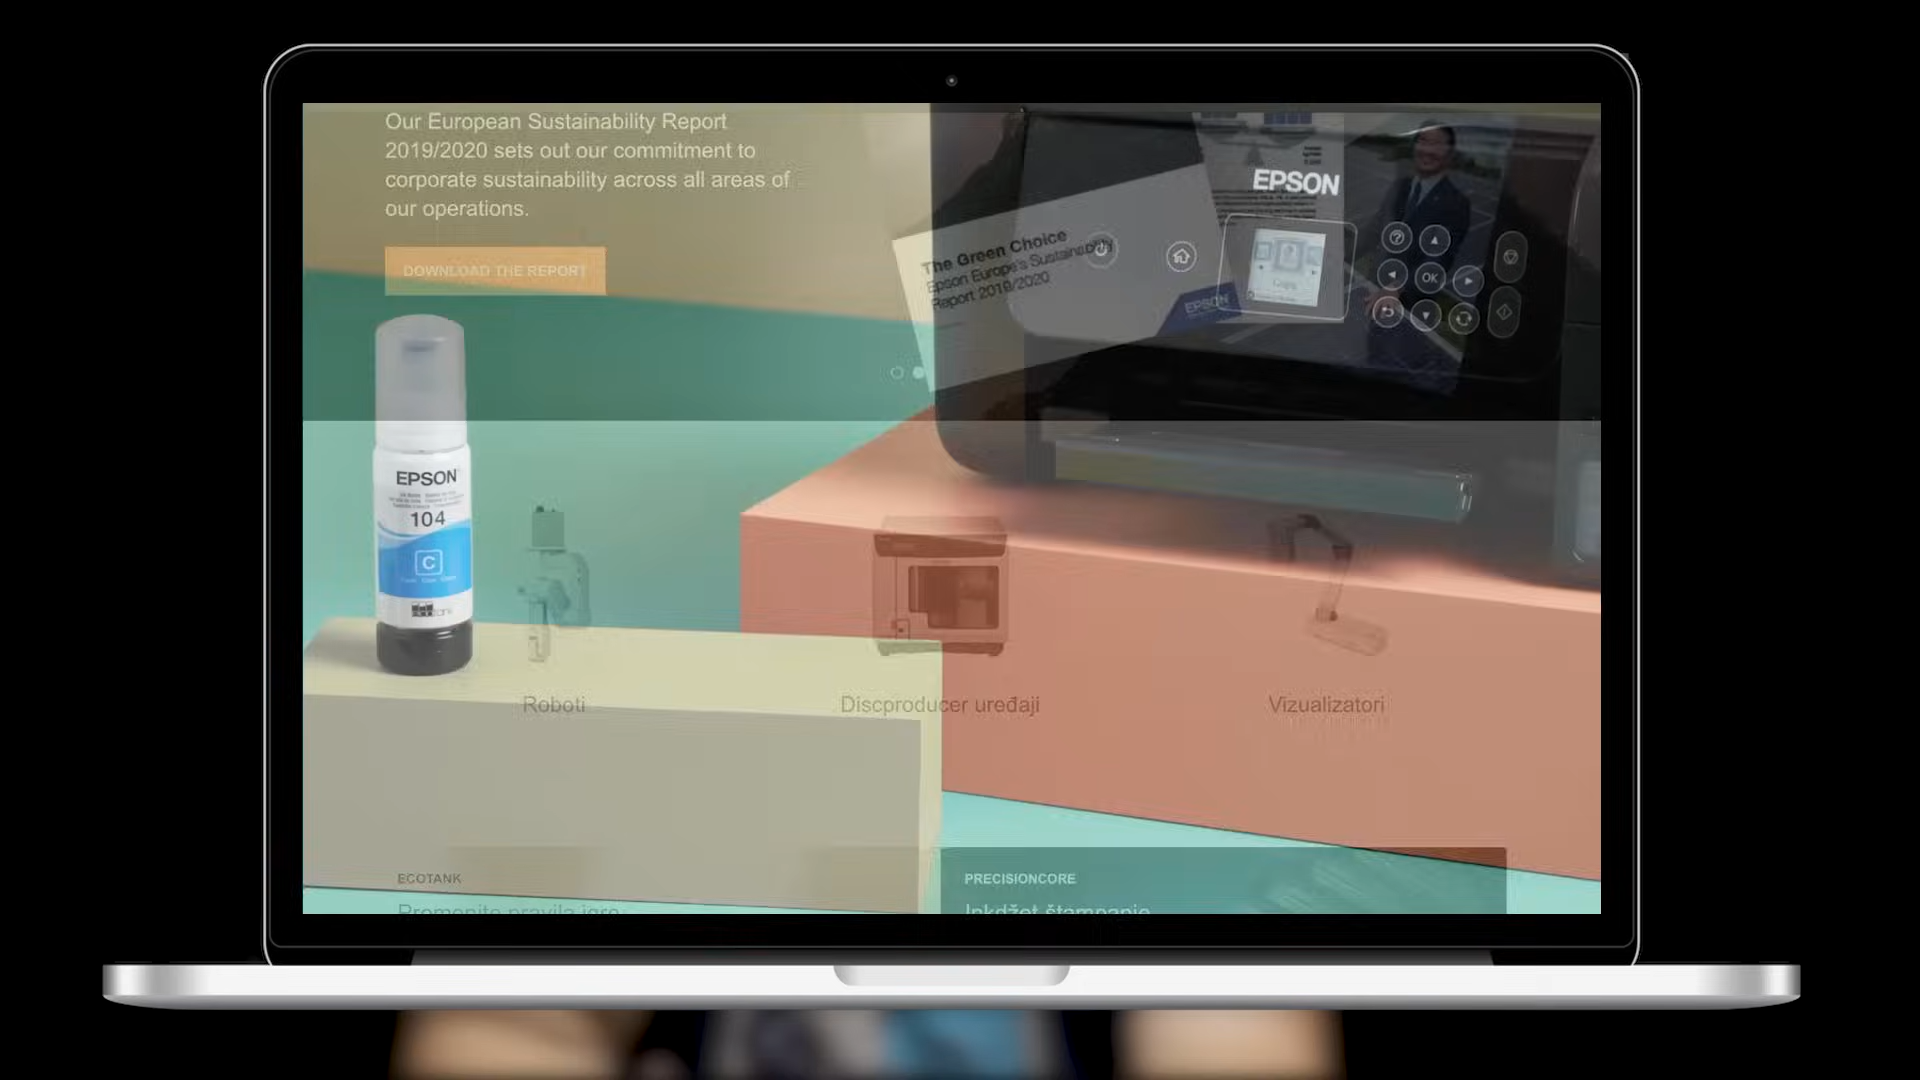 Our European Sustainability Report
2019/2020 sets out our commitment to
corporate sustainability across all areas of
our operations.
DOWNLOAD THE REPORT
EPSON
The Green Choice
Epson Europe's Sustainability
Report 2019/2020
EPSON
OK
EPSON
104
C
Roboti
Discproducer uređaji
Vizualizatori
ECOTANK
Promenite pravila igre
PRECISIONCORE
Inkdžet štampanje